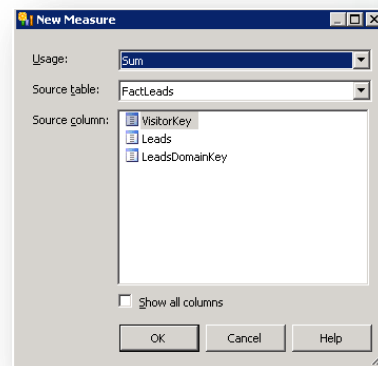 New Measure
Usage: Sum
Source table: FactLeads
Source column: VisitorKey
Leads
LeadsDomainKey
Show all columns
OK Cancel Help